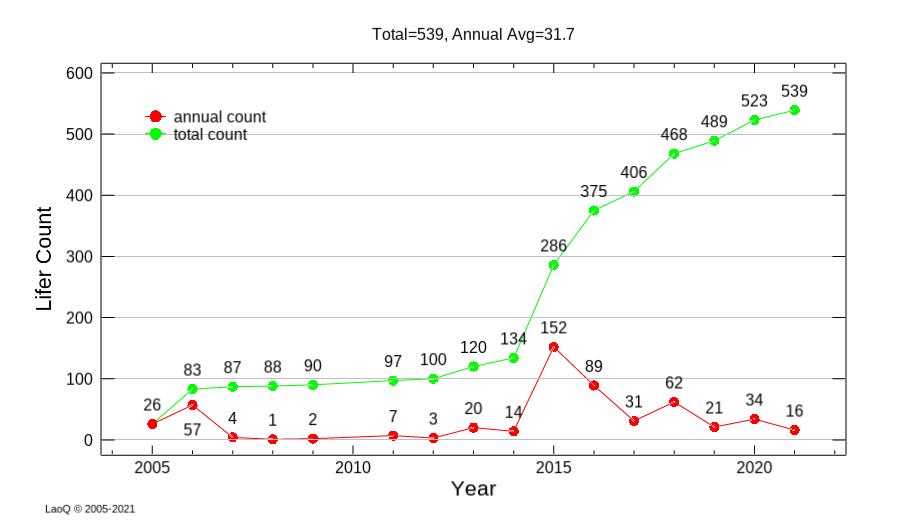 Total=539, Annual Avg=31.7
600
500
400
300
200
100
0
Lifer Count
annual count
total count
26 83 87 88 90 97 100 120 134 286 375 406 468 489 523 539
57 4 1 2 7 3 20 14 152 89 31 62 21 34 16
2005 2010 2015 2020
Year
LaoQ © 2005-2021